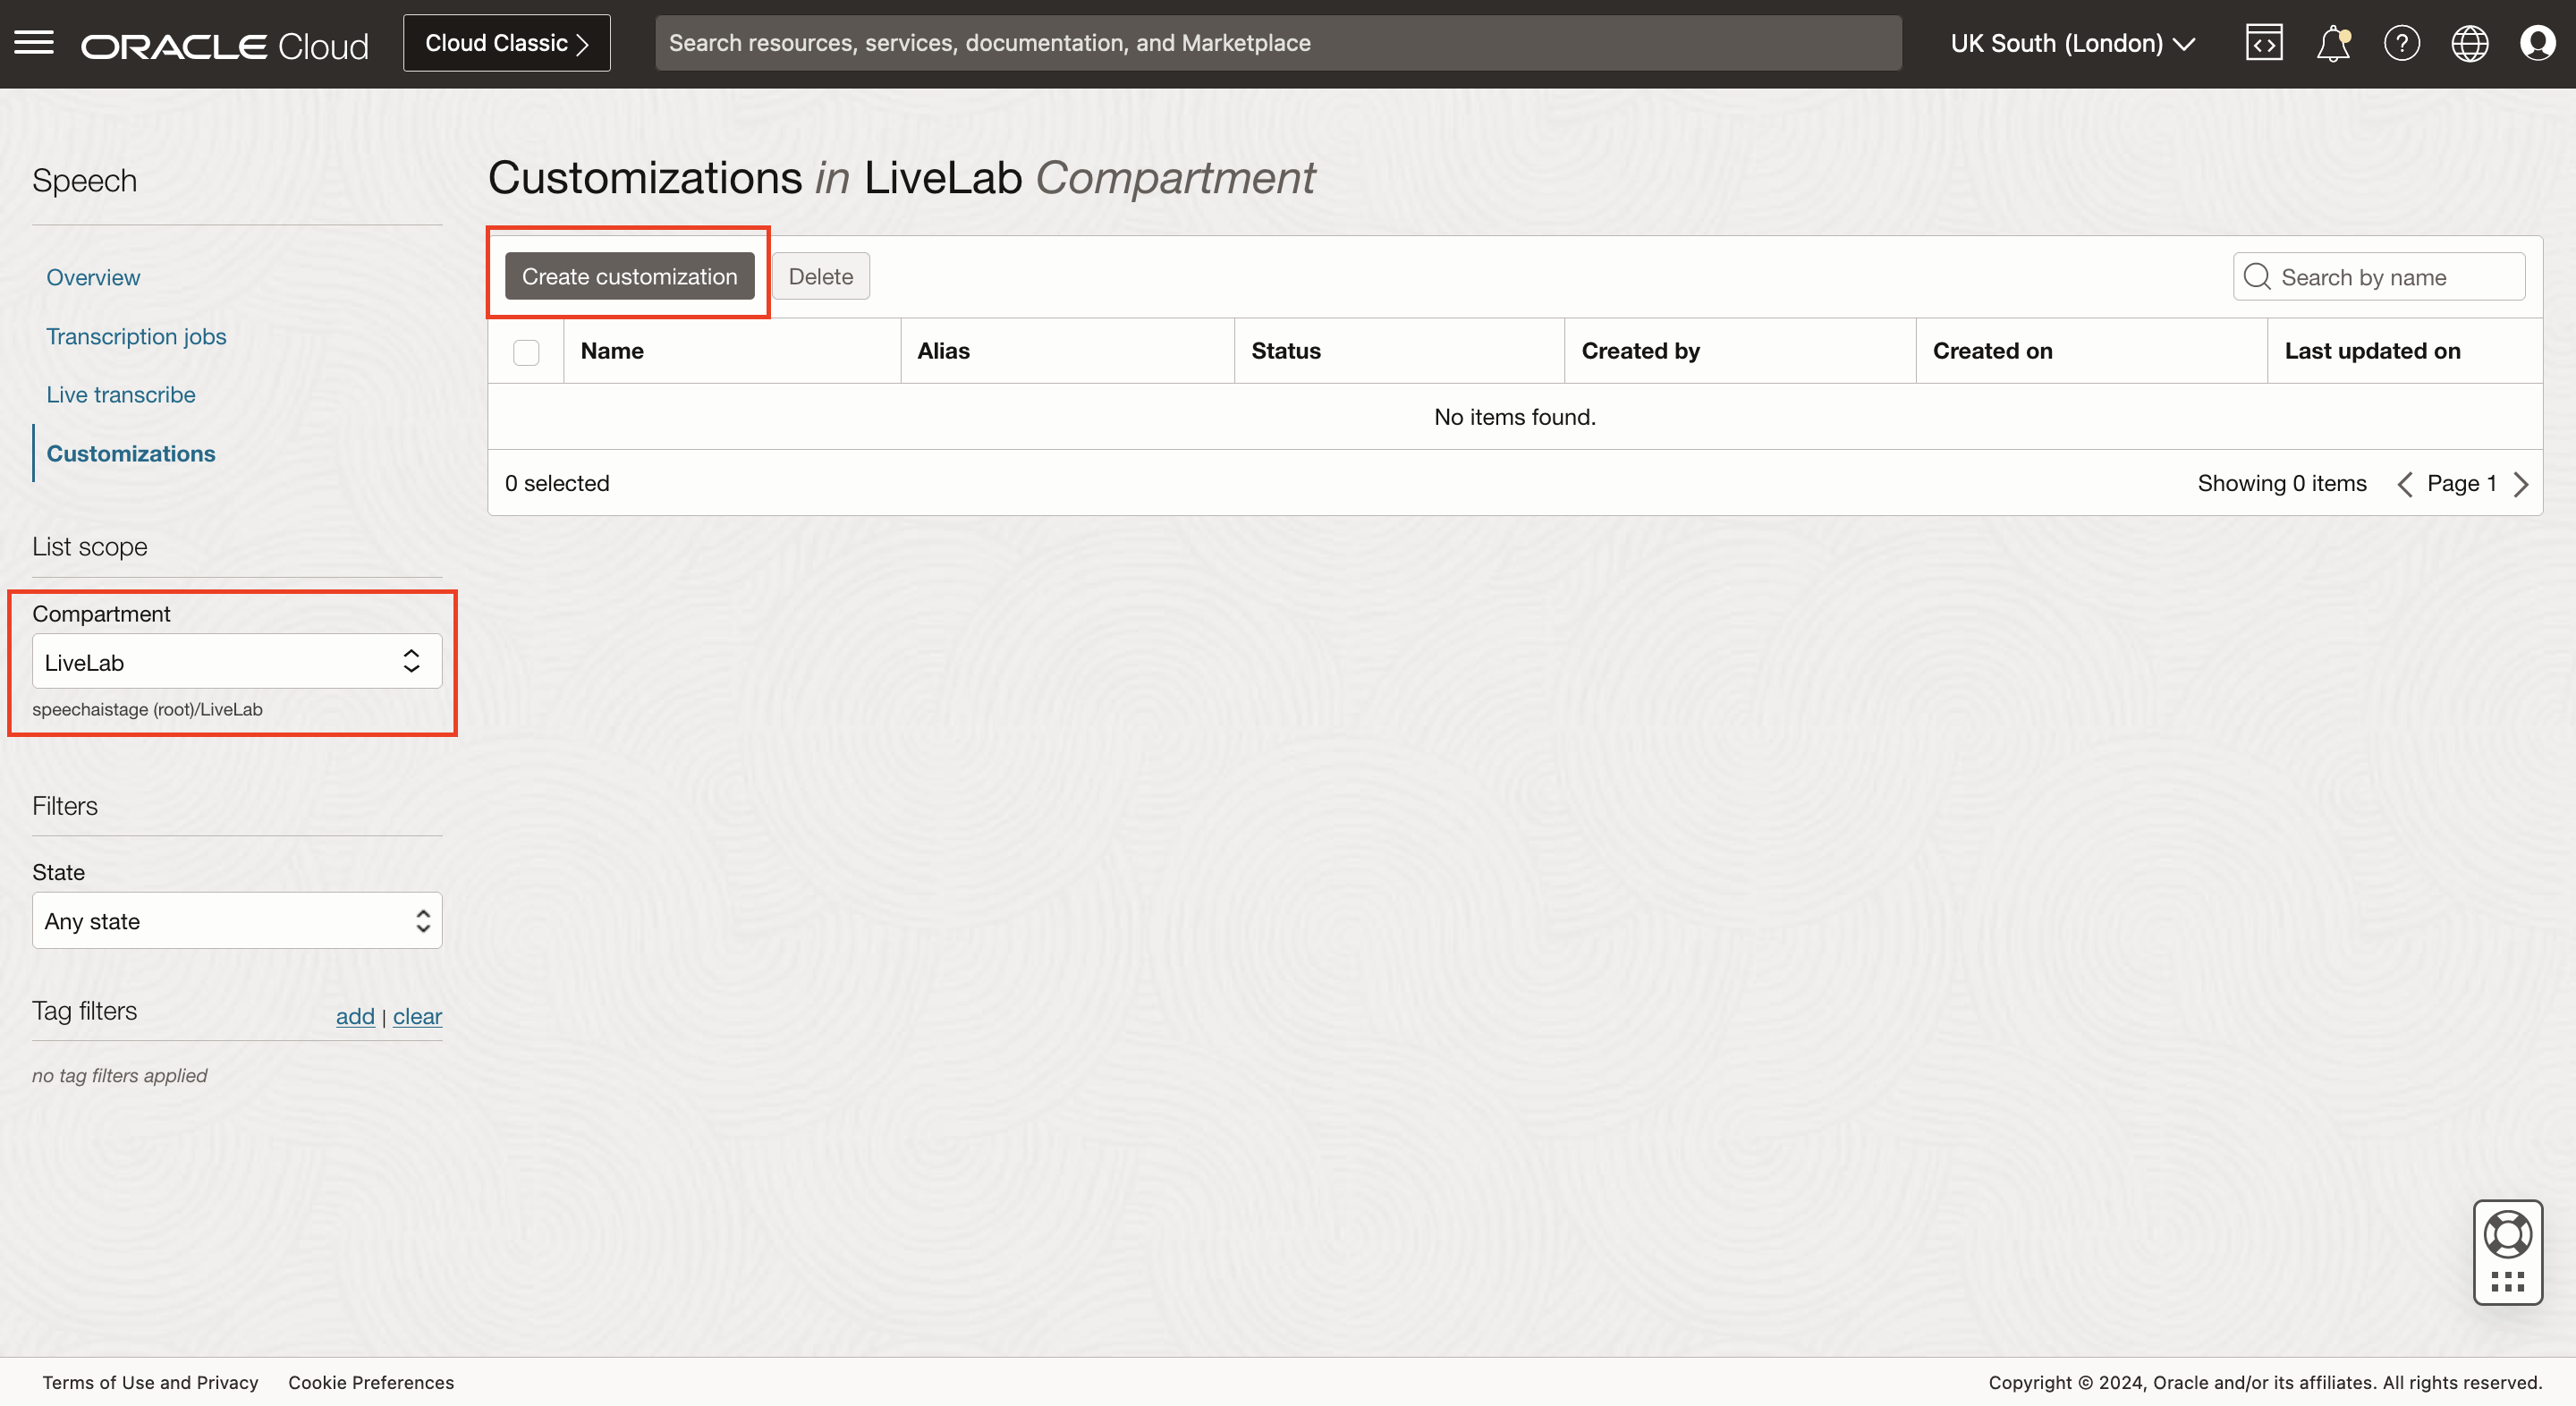 ORACLE Cloud
Cloud Classic
Search resources, services, documentation, and Marketplace
UK South (London)
Speech
Overview
Transcription jobs
Live transcribe
Customizations
List scope
Compartment
LiveLab
speechaistage (root)/LiveLab
Filters
State
Any state
Tag filters
add | clear
no tag filters applied
Customizations in LiveLab Compartment
Create customization
Delete
Search by name
Name
Alias
Status
Created by
Created on
Last updated on
No items found.
0 selected
Showing 0 items
Page 1
Terms of Use and Privacy
Cookie Preferences
Copyright © 2024, Oracle and/or its affiliates. All rights reserved.